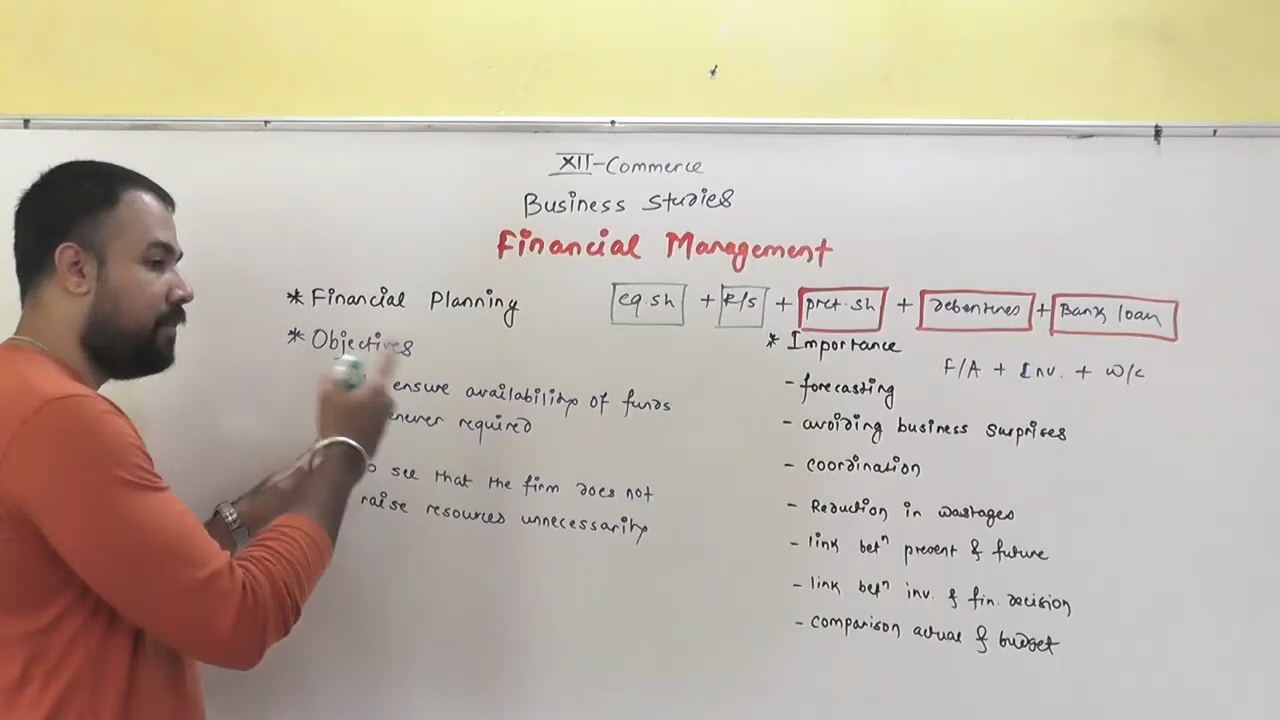 XII-Commerce
Business Studies
Financial Management
* Financial Planning
* Objectives
ensure availability of funds
required
see that the firm does not
raise resources unnecessarily
eq.sh + R/S + pref.sh + Debentures + Bank loan
* Importance
F/A + Inv. + W/C
- forecasting
- avoiding business surprises
- coordination
- Reduction in wastages
- link betⁿ present & future
- link betⁿ inv. & fin. decision
- comparison actual & budget